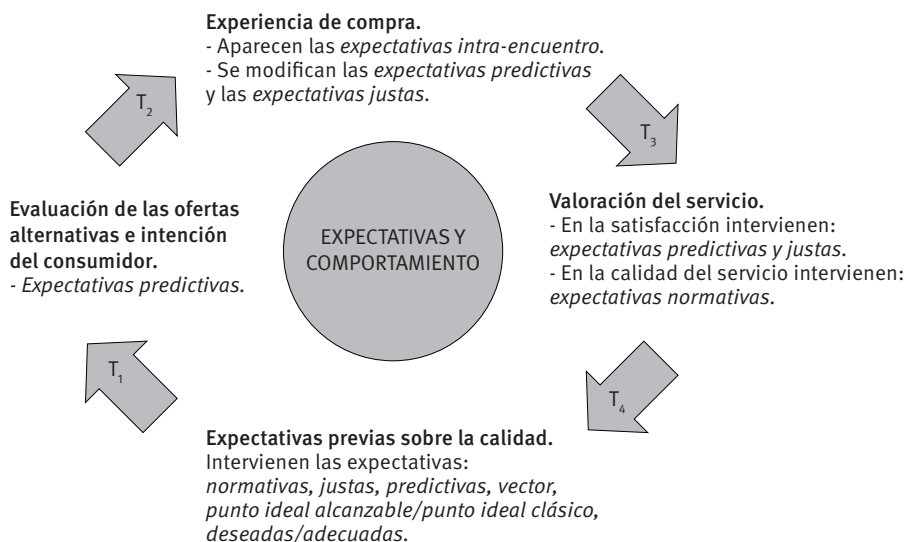 Experiencia de compra.
- Aparecen las expectativas intra-encuentro.
- Se modifican las expectativas predictivas
y las expectativas justas.
T2
T3
Evaluación de las ofertas
alternativas e intención
del consumidor.
- Expectativas predictivas.
EXPECTATIVAS Y
COMPORTAMIENTO
Valoración del servicio.
- En la satisfacción intervienen:
expectativas predictivas y justas.
- En la calidad del servicio intervienen:
expectativas normativas.
T1
T4
Expectativas previas sobre la calidad.
Intervienen las expectativas:
normativas, justas, predictivas, vector,
punto ideal alcanzable/punto ideal clásico,
deseadas/adecuadas.